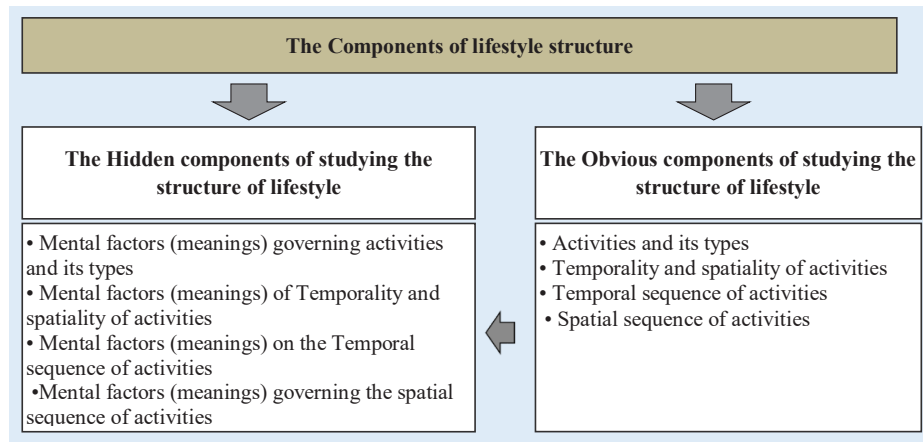 The Components of lifestyle structure
The Hidden components of studying the
structure of lifestyle
The Obvious components of studying the
structure of lifestyle
• Mental factors (meanings) governing activities
and its types
• Mental factors (meanings) of Temporality and
spatiality of activities
• Mental factors (meanings) on the Temporal
sequence of activities
•Mental factors (meanings) governing the spatial
sequence of activities
• Activities and its types
• Temporality and spatiality of activities
• Temporal sequence of activities
• Spatial sequence of activities